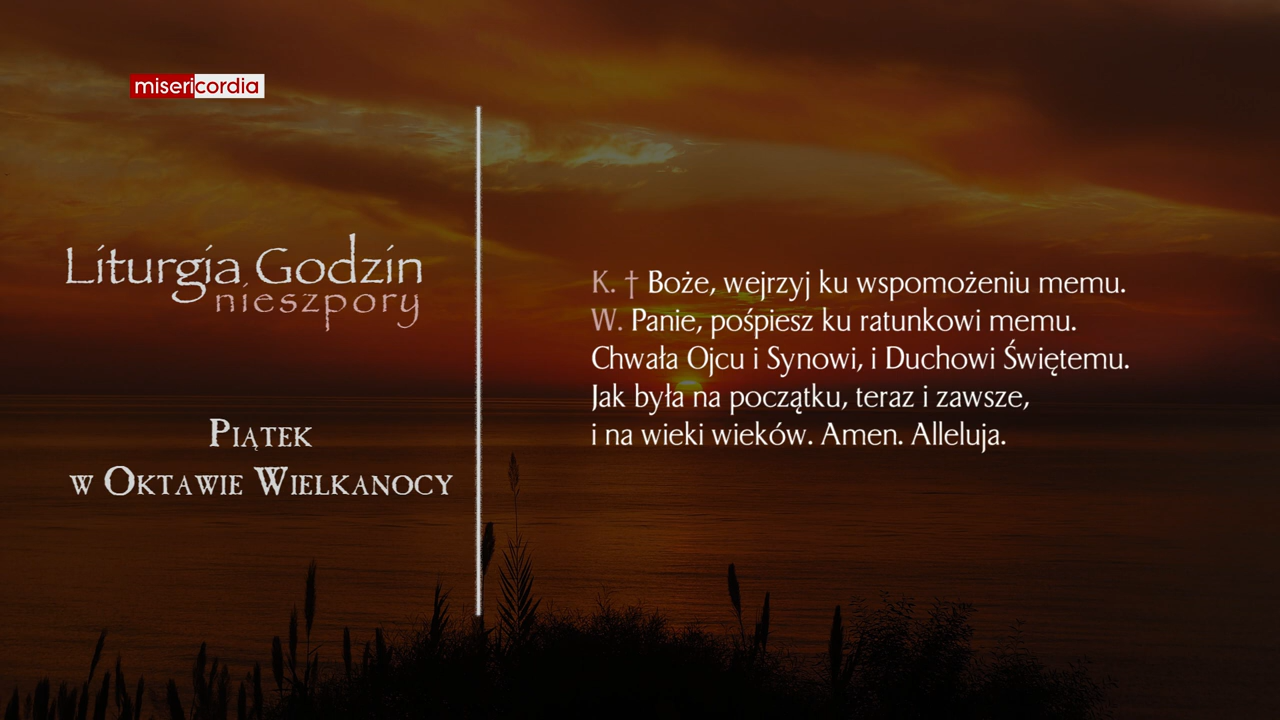 misericordia
Liturgia Godzin
nieszpory
Piątek
w Oktawie Wielkanocy
K. † Boże, wejrzyj ku wspomożeniu memu.
W. Panie, pośpiesz ku ratunkowi memu.
Chwała Ojcu i Synowi, i Duchowi Świętemu.
Jak była na początku, teraz i zawsze,
i na wieki wieków. Amen. Alleluja.